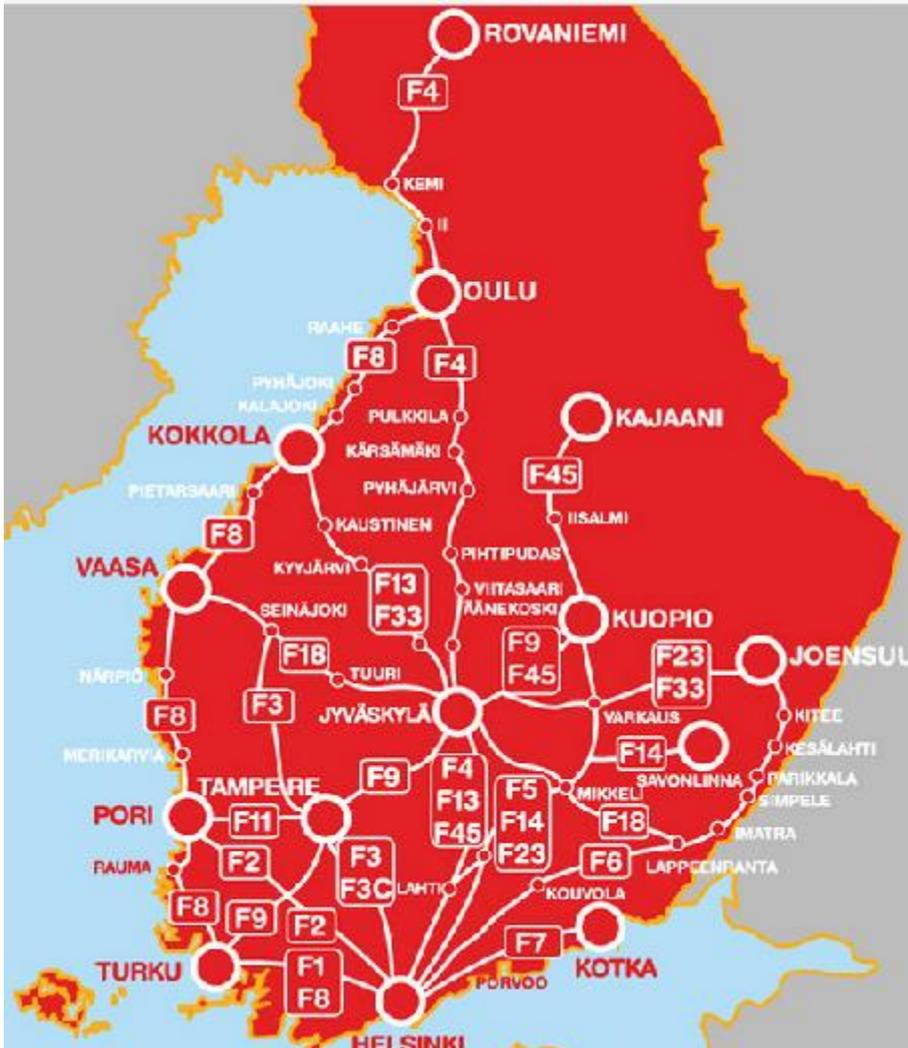 ROVANIEMI
F4
KEMI
II
OULU
RAAHE
F8
F4
PYHÄJOKI
KALAJOKI
PULKKILA
KAJAANI
KOKKOLA
KÄRSÄMÄKI
F45
PIETARSAARI
PYHÄJÄRVI
IISALMI
F8
KAUSTINEN
VAASA
KYYJÄRVI
PIHTIPUDAS
F13
F33
VIITASAARI
ÄÄNEKOSKI
SEINÄJOKI
KUOPIO
F18
F9
F45
F23
F33
JOENSUU
NÄRPIÖ
TUURI
F3
F8
JYVÄSKYLÄ
VARKAUS
KITEE
MERIKARVIA
F14
KESÄLAHTI
F9
F4
F13
F45
F5
F14
F23
SAVONLINNA
PARIKKALA
TAMPEIRE
MIKKELI
SIMPELE
PORI
F11
F18
IMATRA
F2
F3
F3C
RAUMA
F6
LAPPEENRANTA
LAHTI
KOUVOLA
F8
F9
F2
F7
TURKU
F1
F8
PORVOO
KOTKA
HELSINKI